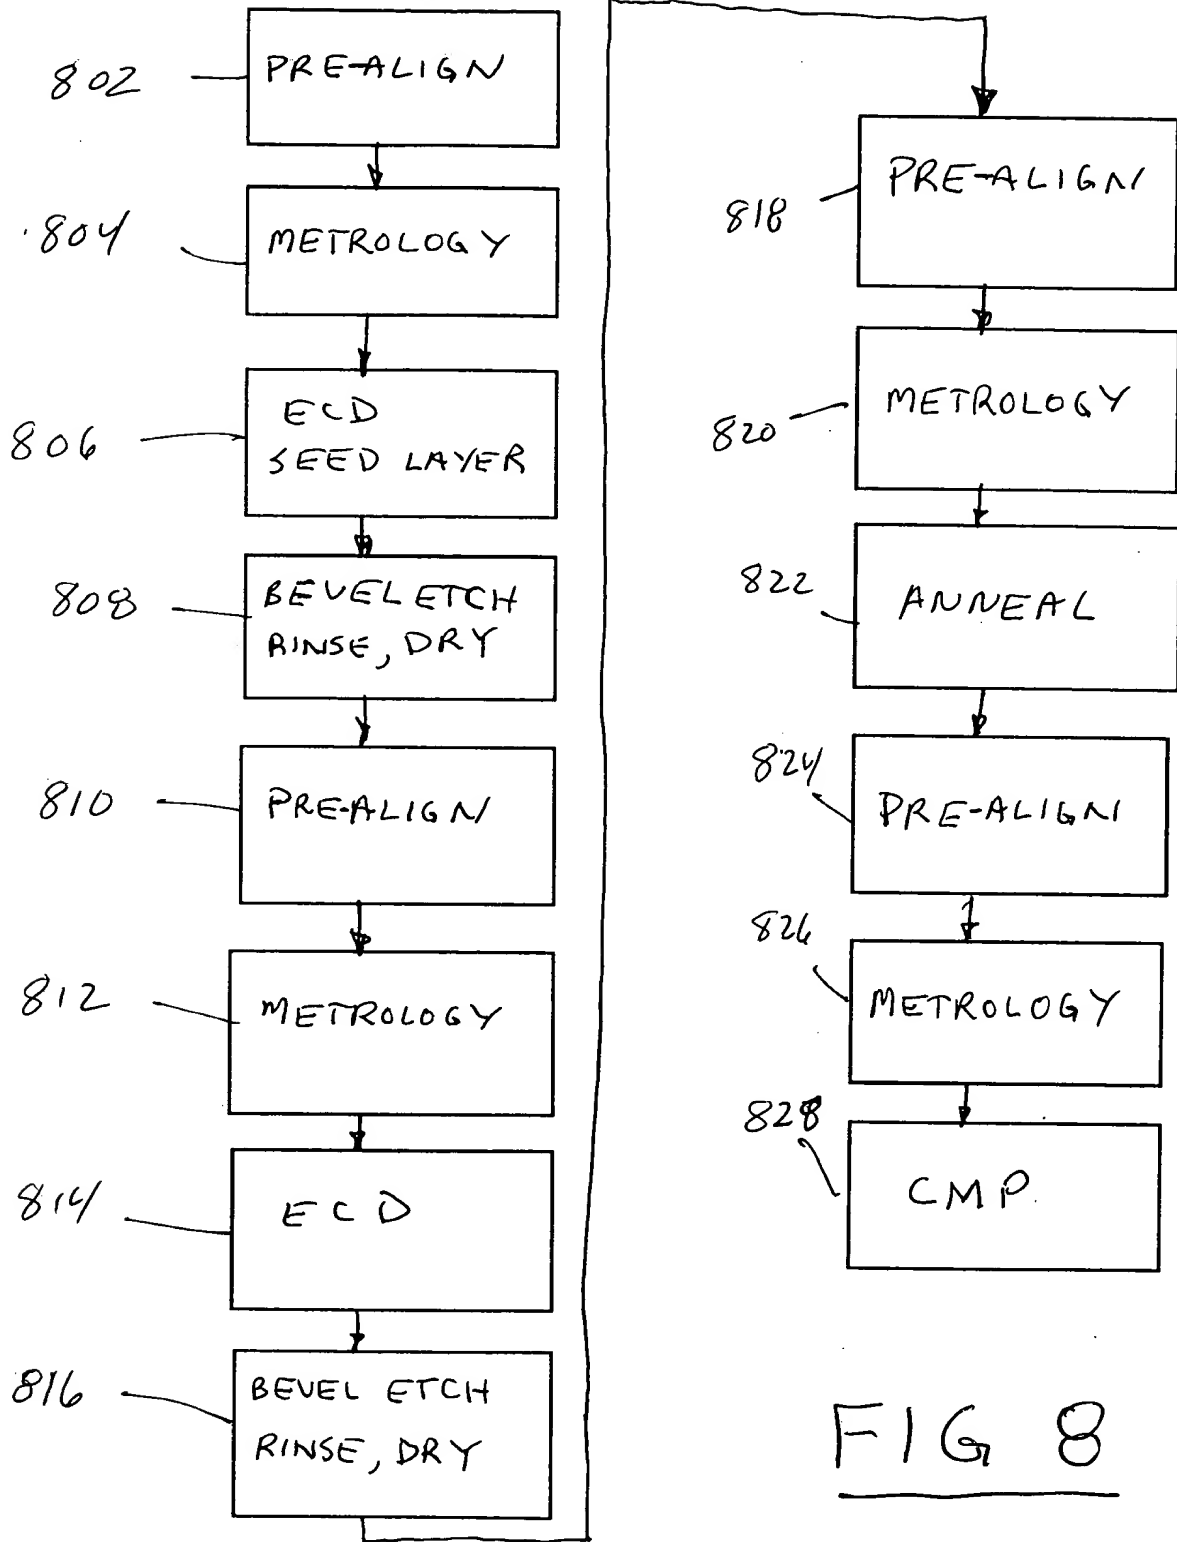 802
PRE-ALIGN
804
METROLOGY
806
ECD
SEED LAYER
808
BEVEL ETCH
RINSE, DRY
810
PRE-ALIGN
812
METROLOGY
814
ECD
816
BEVEL ETCH
RINSE, DRY
818
PRE-ALIGN
820
METROLOGY
822
ANNEAL
824
PRE-ALIGN
826
METROLOGY
828
CMP
FIG 8